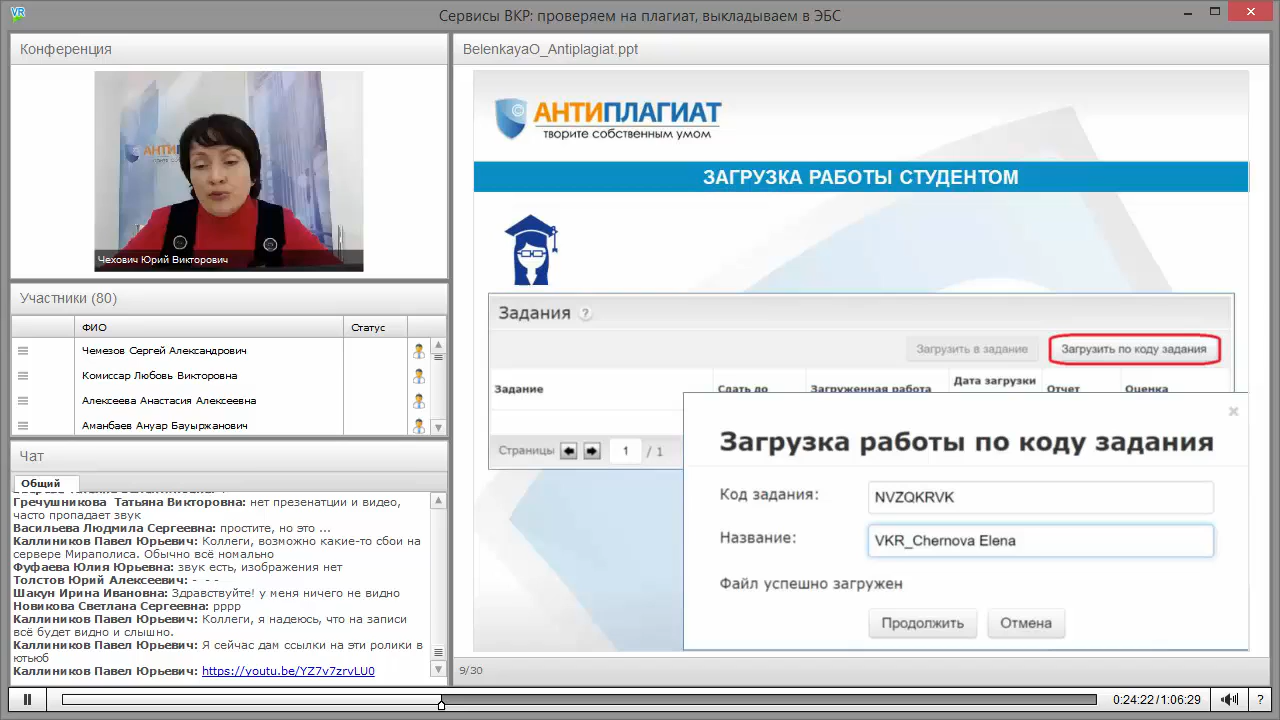 VR
Сервисы ВКР: проверяем на плагиат, выкладываем в ЭБС
Конференция
АНТИ
Чехович Юрий Викторович
Участники (80)
ФИО
Статус
Чемезов Сергей Александрович
Комиссар Любовь Викторовна
Алексеева Анастасия Алексеевна
Аманбаев Ануар Бауыржанович
Чат
Общий
Гречушникова Татьяна Викторовна: нет презенатции и видео,
часто пропадает звук
Васильева Людмила Сергеевна: простите, но это ...
Каллиников Павел Юрьевич: Коллеги, возможно какие-то сбои на
сервере Мираполиса. Обычно всё номально
Фуфаева Юлия Юрьевна: звук есть, изображения нет
Толстов Юрий Алексеевич: - - -
Шакун Ирина Ивановна: Здравствуйте! у меня ничего не видно
Новикова Светлана Сергеевна: рррр
Каллиников Павел Юрьевич: Коллеги, я надеюсь, что на записи
всё будет видно и слышно.
Каллиников Павел Юрьевич: Я сейчас дам ссылки на эти ролики в
ютьюб
Каллиников Павел Юрьевич: https://youtu.be/YZ7v7zrvLU0
BelenkayaO_Antiplagiat.ppt
АНТИПЛАГИАТ
творите собственным умом
ЗАГРУЗКА РАБОТЫ СТУДЕНТОМ
Задания ?
Загрузить в задание
Загрузить по коду задания
Задание
Сдать до
Загруженная работа
Дата загрузки
Отчет
Оценка
Страницы
1 / 1
Загрузка работы по коду задания
Код задания: NVZQKRVK
Название: VKR_Chernova Elena
Файл успешно загружен
Продолжить
Отмена
9/30
0:24:22/1:06:29
?